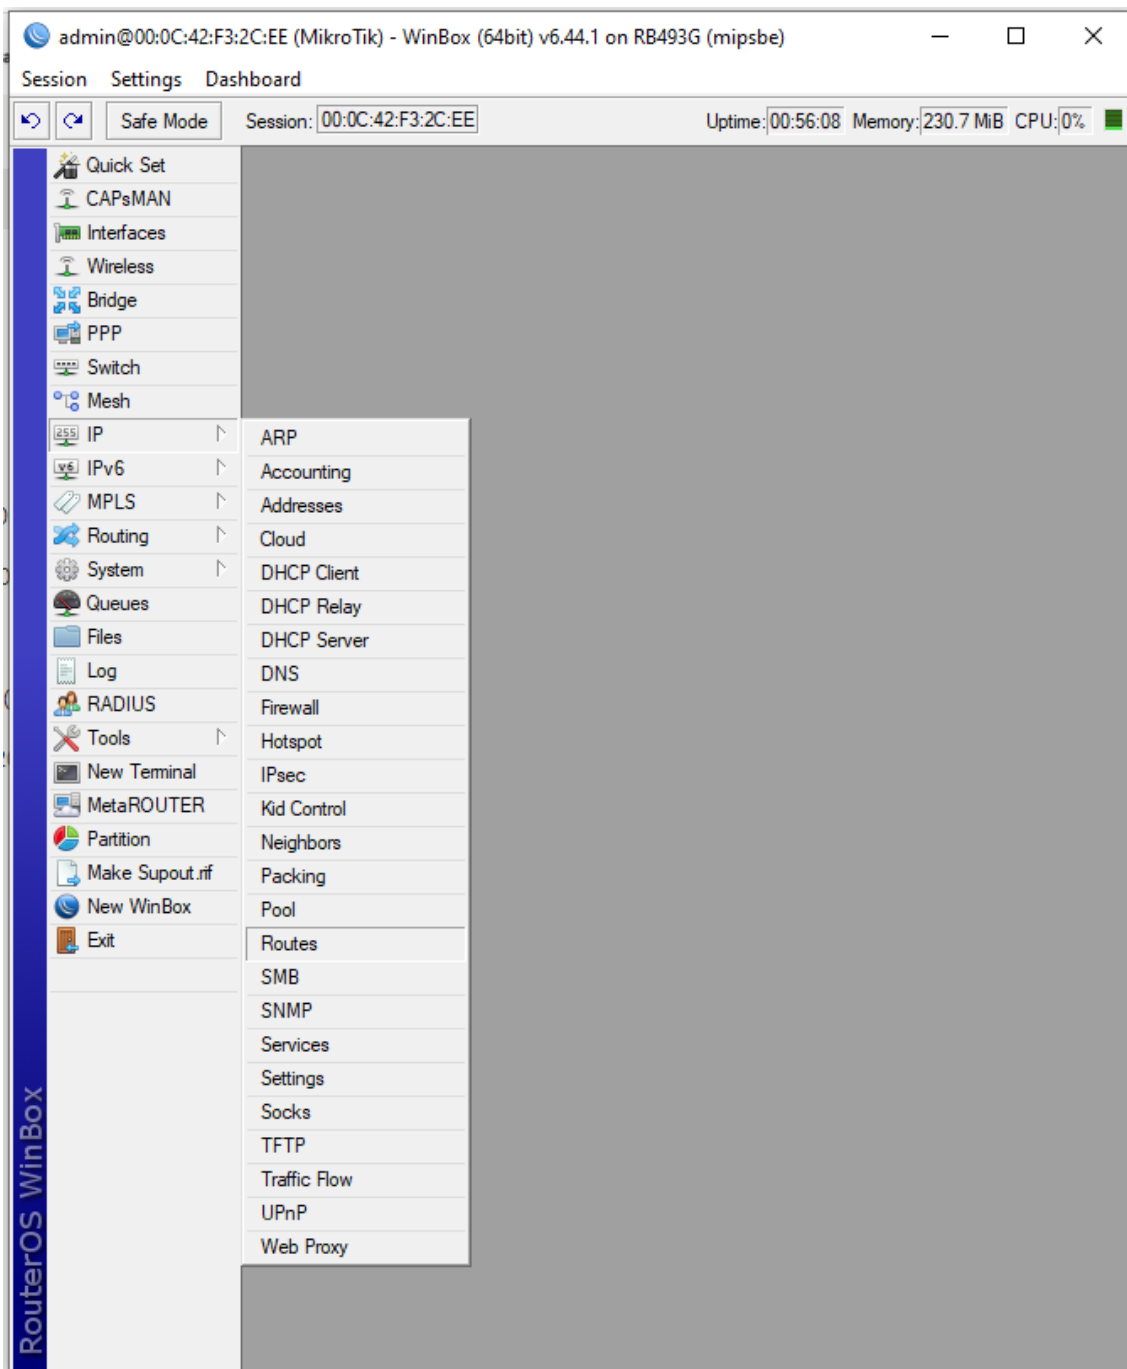 admin@00:0C:42:F3:2C:EE (MikroTik) - WinBox (64bit) v6.44.1 on RB493G (mipsbe)
Session Settings Dashboard
Safe Mode Session: 00:0C:42:F3:2C:EE Uptime: 00:56:08 Memory: 230.7 MiB CPU: 0%
Quick Set
CAPsMAN
Interfaces
Wireless
Bridge
PPP
Switch
Mesh
255 IP
v6 IPv6
MPLS
Routing
System
Queues
Files
Log
RADIUS
Tools
New Terminal
MetaROUTER
Partition
Make Supout.rif
New WinBox
Exit
ARP
Accounting
Addresses
Cloud
DHCP Client
DHCP Relay
DHCP Server
DNS
Firewall
Hotspot
IPsec
Kid Control
Neighbors
Packing
Pool
Routes
SMB
SNMP
Services
Settings
Socks
TFTP
Traffic Flow
UPnP
Web Proxy
RouterOS WinBox